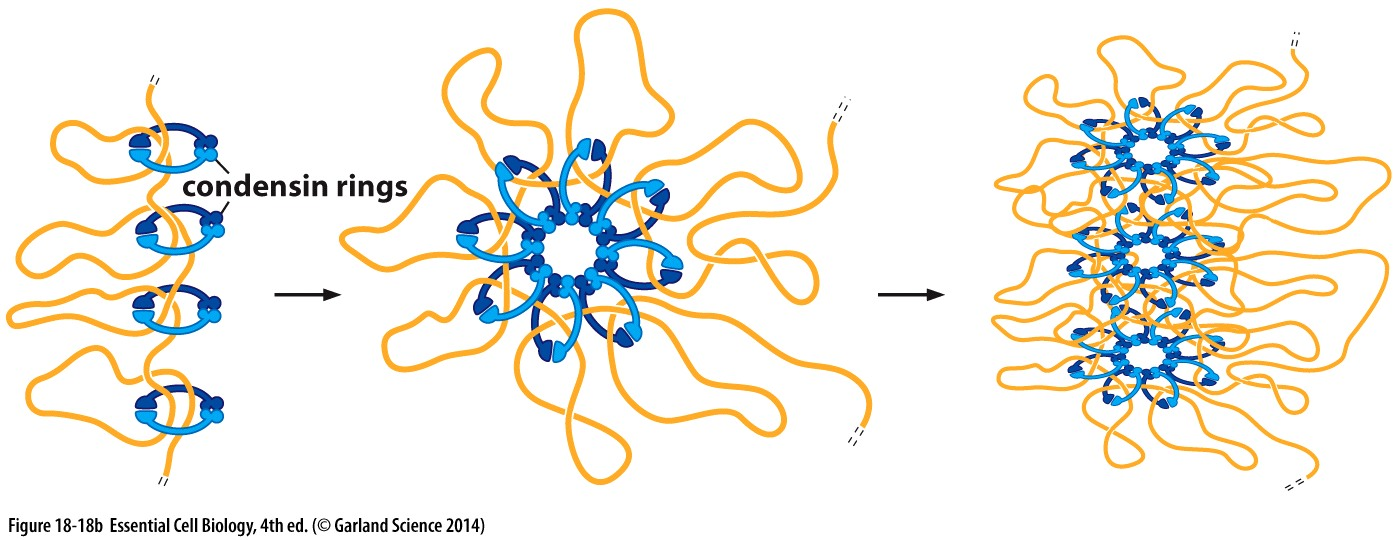 condensin rings
Figure 18-18b Essential Cell Biology, 4th ed. (© Garland Science 2014)